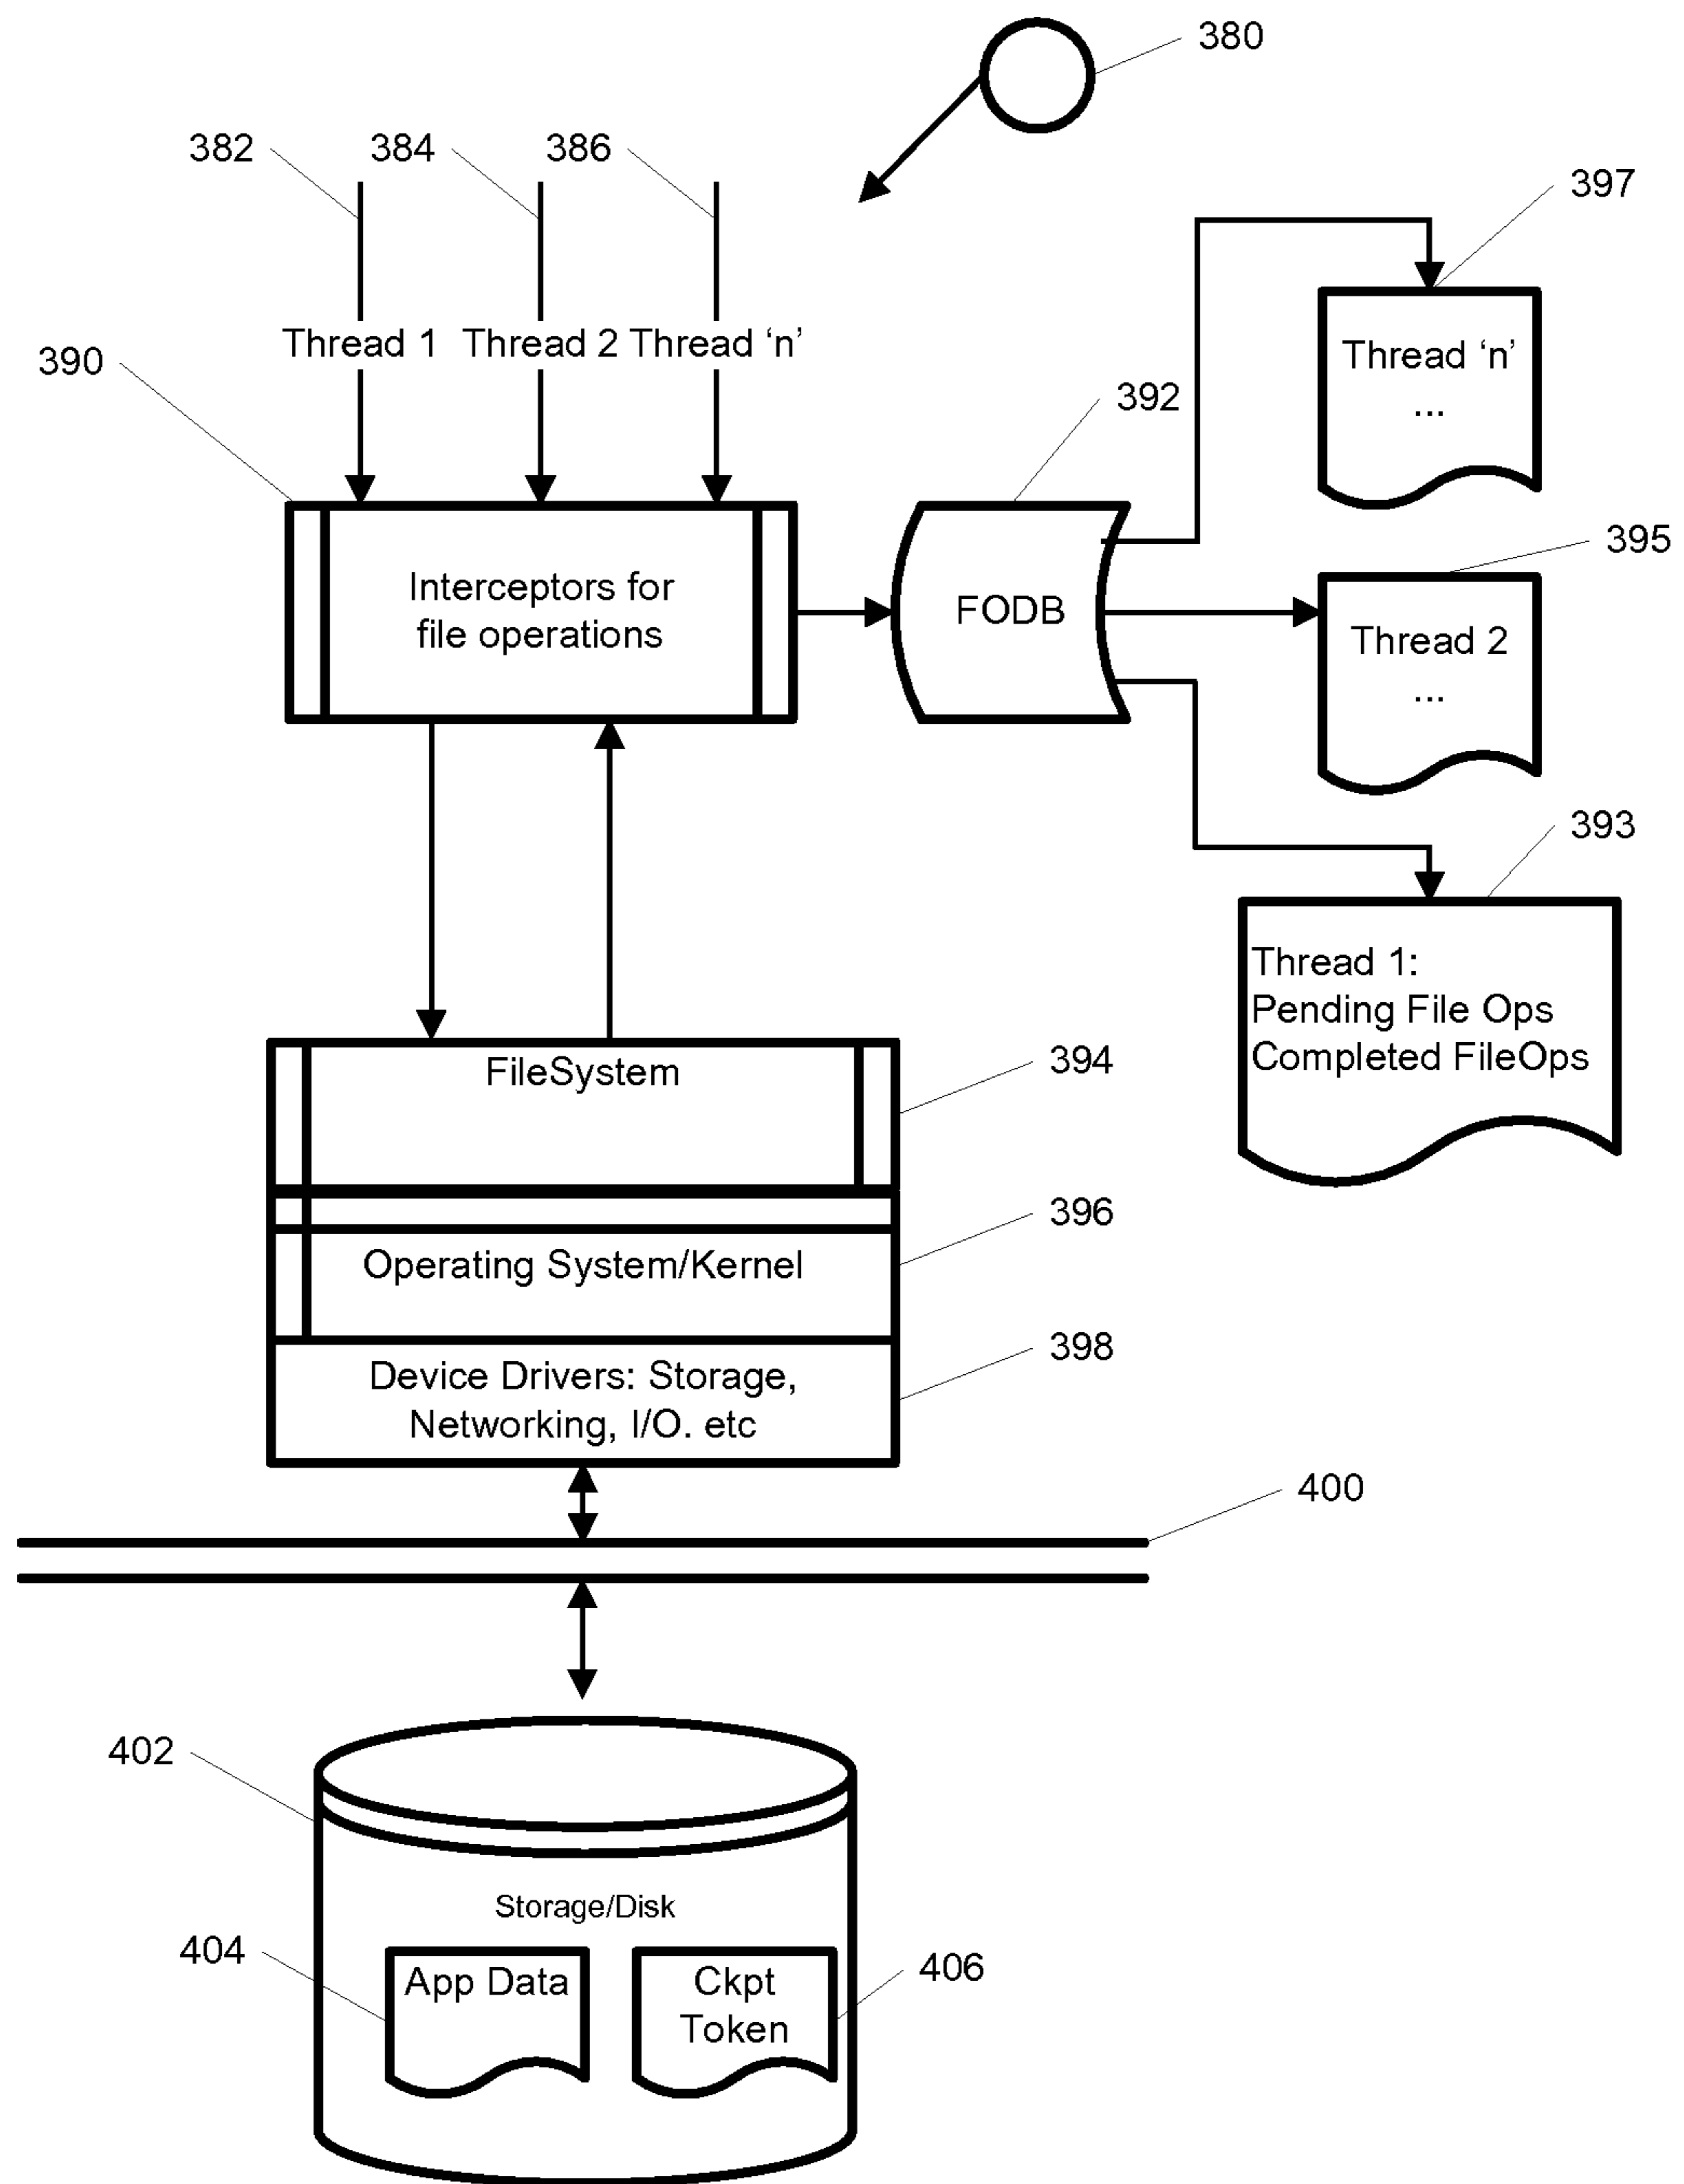 380
382
384
386
397
Thread 1
Thread 2
Thread ‘n’
390
Thread ‘n’
...
392
Interceptors for
file operations
FODB
395
Thread 2
...
393
Thread 1:
Pending File Ops
Completed FileOps
FileSystem
394
396
Operating System/Kernel
398
Device Drivers: Storage,
Networking, I/O. etc
400
402
Storage/Disk
404
App Data
Ckpt
Token
406